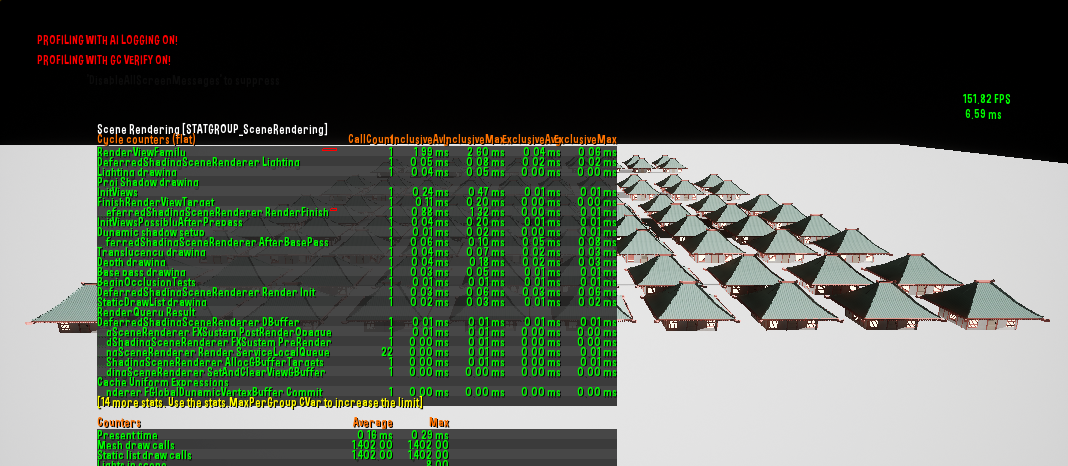 PROFILING WITH AI LOGGING ON!
PROFILING WITH GC VERIFY ON!
'DisableAllScreenMessages' to suppress
151.82 FPS
6.59 ms
Scene Rendering [STATGROUP_SceneRendering]
Cycle counters (flat) CallCount InclusiveAvg InclusiveMax ExclusiveAvg ExclusiveMax
RenderViewFamily 1 1.99 ms 2.60 ms 0.04 ms 0.06 ms
DeferredShadingSceneRenderer Lighting 1 0.05 ms 0.08 ms 0.02 ms 0.02 ms
Lighting drawing 1 0.04 ms 0.05 ms 0.00 ms 0.00 ms
Proj Shadow drawing
InitViews 1 0.24 ms 0.47 ms 0.01 ms 0.01 ms
FinishRenderViewTarget 1 0.11 ms 0.20 ms 0.00 ms 0.00 ms
eferredShadingSceneRenderer RenderFinish 1 0.88 ms 1.32 ms 0.00 ms 0.01 ms
InitViewsPossiblyAfterPrepass 1 0.04 ms 0.20 ms 0.01 ms 0.01 ms
Dynamic shadow setup 1 0.01 ms 0.02 ms 0.00 ms 0.01 ms
ferredShadingSceneRenderer AfterBasePass 1 0.06 ms 0.10 ms 0.05 ms 0.08 ms
Translucency drawing 1 0.04 ms 0.07 ms 0.02 ms 0.03 ms
Depth drawing 1 0.04 ms 0.18 ms 0.02 ms 0.02 ms
Base pass drawing 1 0.03 ms 0.05 ms 0.01 ms 0.01 ms
BeginOcclusionTests 1 0.01 ms 0.01 ms 0.01 ms 0.01 ms
DeferredShadingSceneRenderer Render Init 1 0.03 ms 0.06 ms 0.03 ms 0.06 ms
StaticDrawList drawing 1 0.02 ms 0.03 ms 0.01 ms 0.02 ms
RenderQuery Result
DeferredShadingSceneRenderer DBuffer 1 0.01 ms 0.01 ms 0.01 ms 0.01 ms
gSceneRenderer FXSystem PostRenderOpaque 1 0.01 ms 0.01 ms 0.00 ms 0.00 ms
dShadingSceneRenderer FXSystem PreRender 1 0.00 ms 0.01 ms 0.00 ms 0.00 ms
ngSceneRenderer Render ServiceLocalQueue 22 0.00 ms 0.01 ms 0.00 ms 0.01 ms
ShadingSceneRenderer AllocGBufferTargets 1 0.00 ms 0.01 ms 0.00 ms 0.01 ms
dingSceneRenderer SetAndClearViewGBuffer 1 0.00 ms 0.00 ms 0.00 ms 0.00 ms
Cache Uniform Expressions
nderer FGlobalDynamicVertexBuffer Commit 1 0.00 ms 0.00 ms 0.00 ms 0.00 ms
[14 more stats. Use the stats.MaxPerGroup CVar to increase the limit]
Counters Average Max
Present time 0.16 ms 0.29 ms
Mesh draw calls 1402.00 1402.00
Static list draw calls 1402.00 1402.00
Lights in scene 8.00